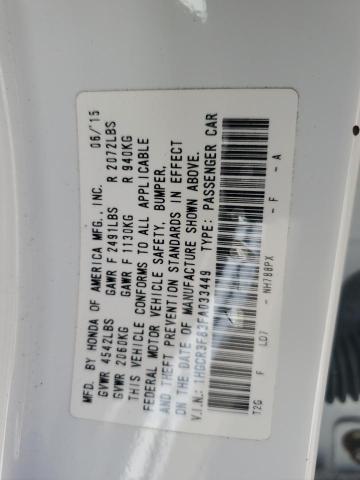 MFD. BY HONDA OF AMERICA MFG., INC. 06/15
GVWR 4542LBS GAWR F 2491LBS R 2072LBS
GVWR 2060KG GAWR F 1130KG R 940KG
THIS VEHICLE CONFORMS TO ALL APPLICABLE
FEDERAL MOTOR VEHICLE SAFETY, BUMPER,
AND THEFT PREVENTION STANDARDS IN EFFECT
ON THE DATE OF MANUFACTURE SHOWN ABOVE.
V.I.N.: 1HGCR3F83FA033449 TYPE: PASSENGER CAR
T2G F LD7 - NH788PX - F - A